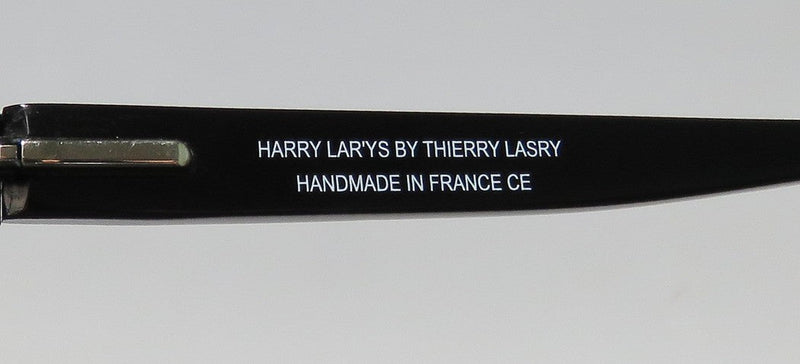 HARRY LAR'YS BY THIERRY LASRY
HANDMADE IN FRANCE CE